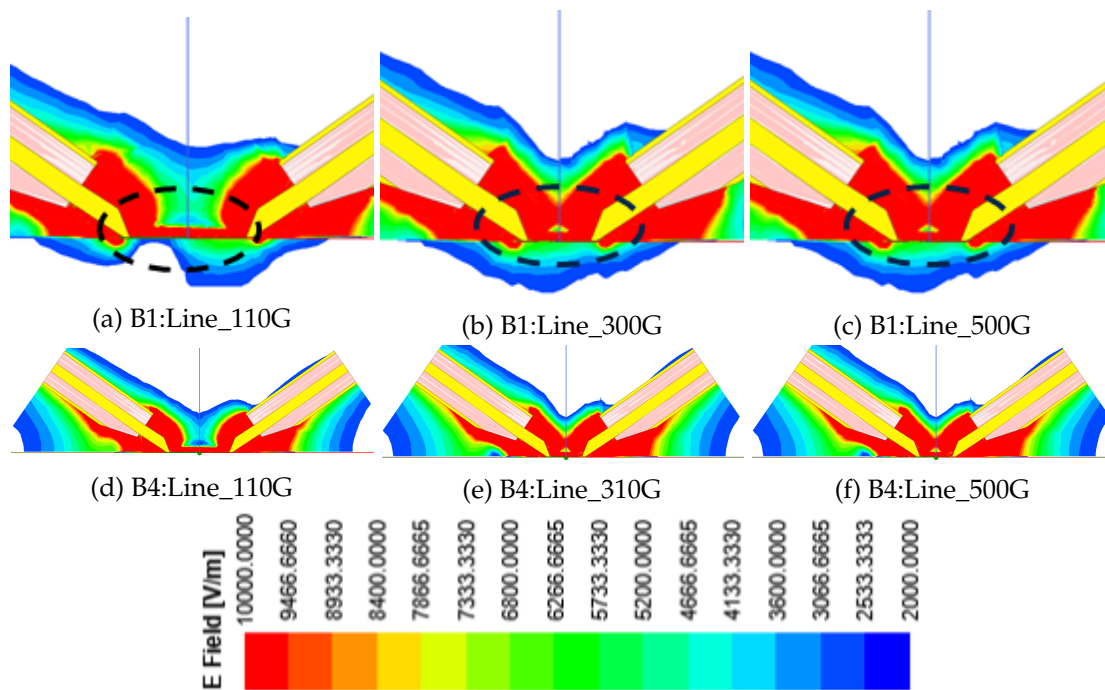 (a) B1:Line_110G
(b) B1:Line_300G
(c) B1:Line_500G
(d) B4:Line_110G
(e) B4:Line_310G
(f) B4:Line_500G
E Field [V/m]
10000.0000
9466.6660
8933.3330
8400.0000
7866.6665
7333.3330
6800.0000
6266.6665
5733.3330
5200.0000
4666.6665
4133.3330
3600.0000
3066.6665
2533.3333
2000.0000